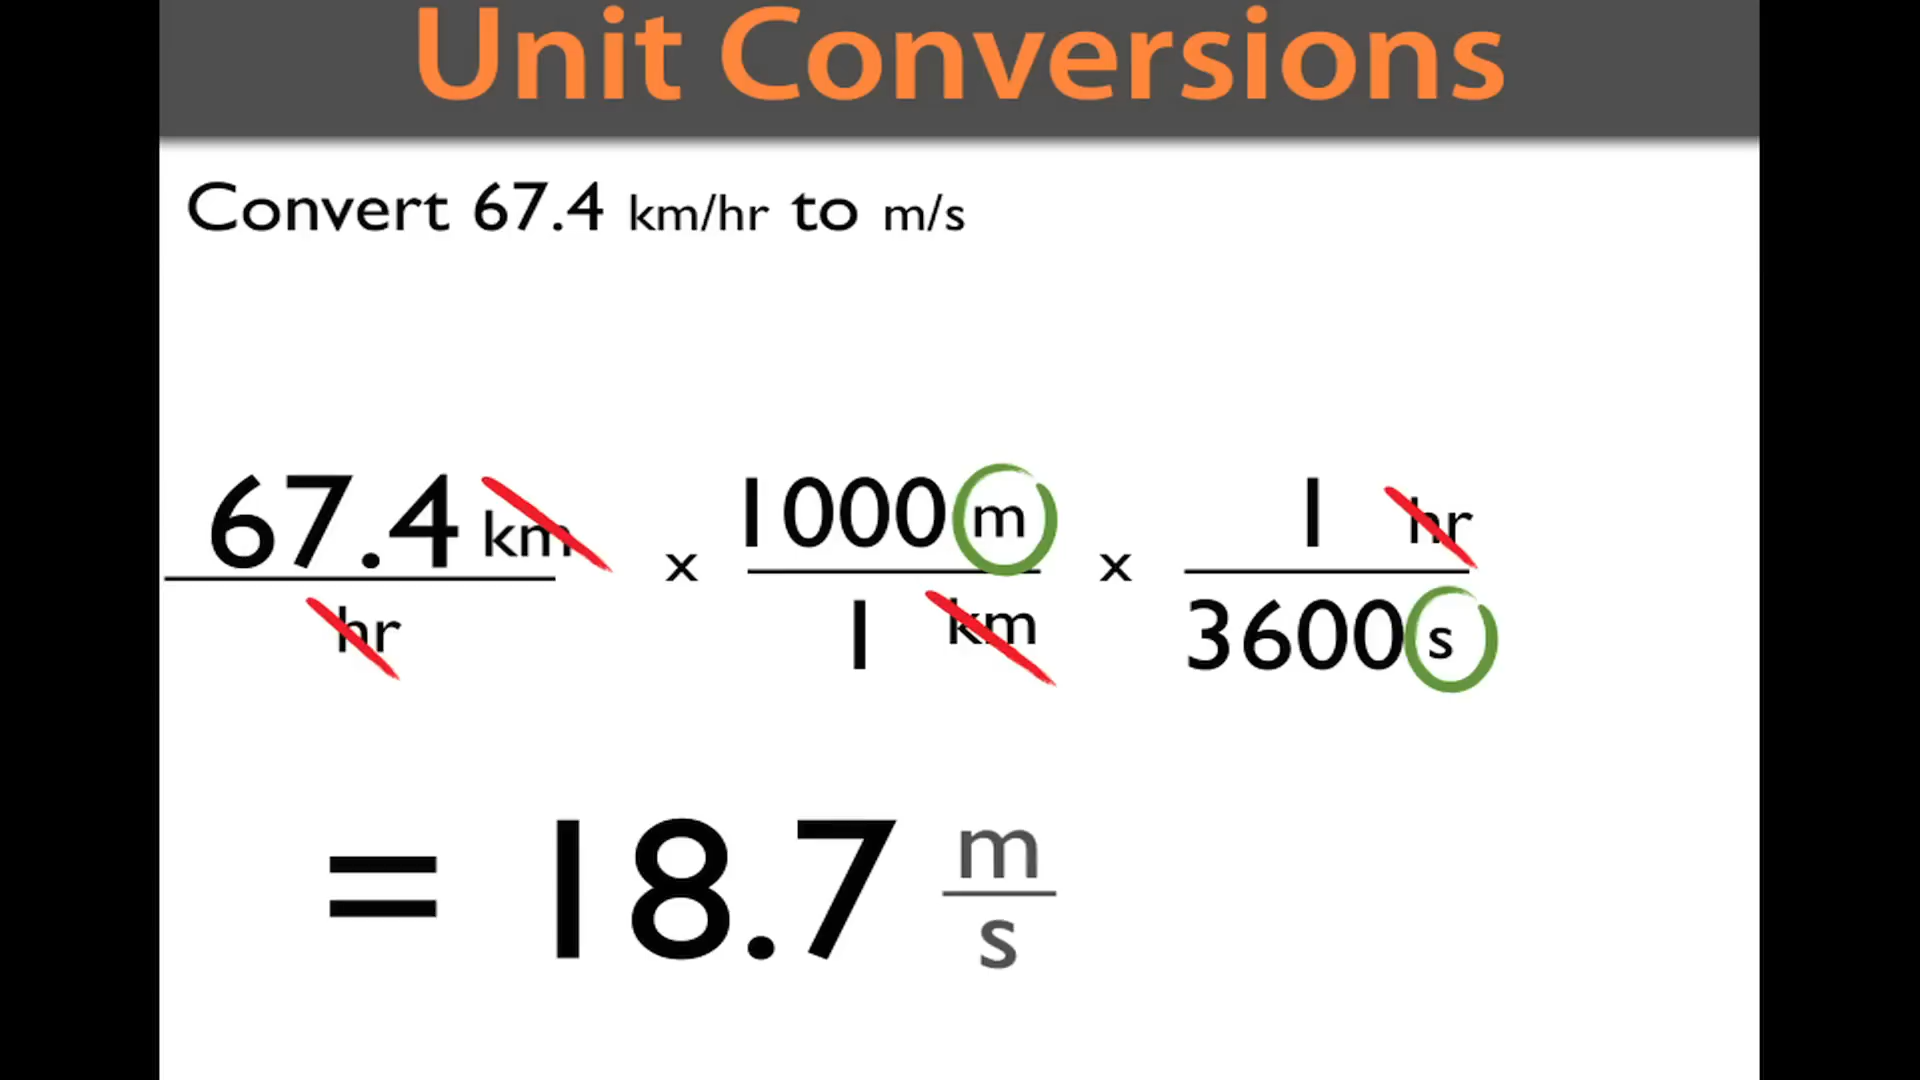 Unit Conversions
Convert 67.4 km/hr to m/s
67.4 km x 1000 m x 1 hr
hr 1 km 3600 s
= 18.7 m
s